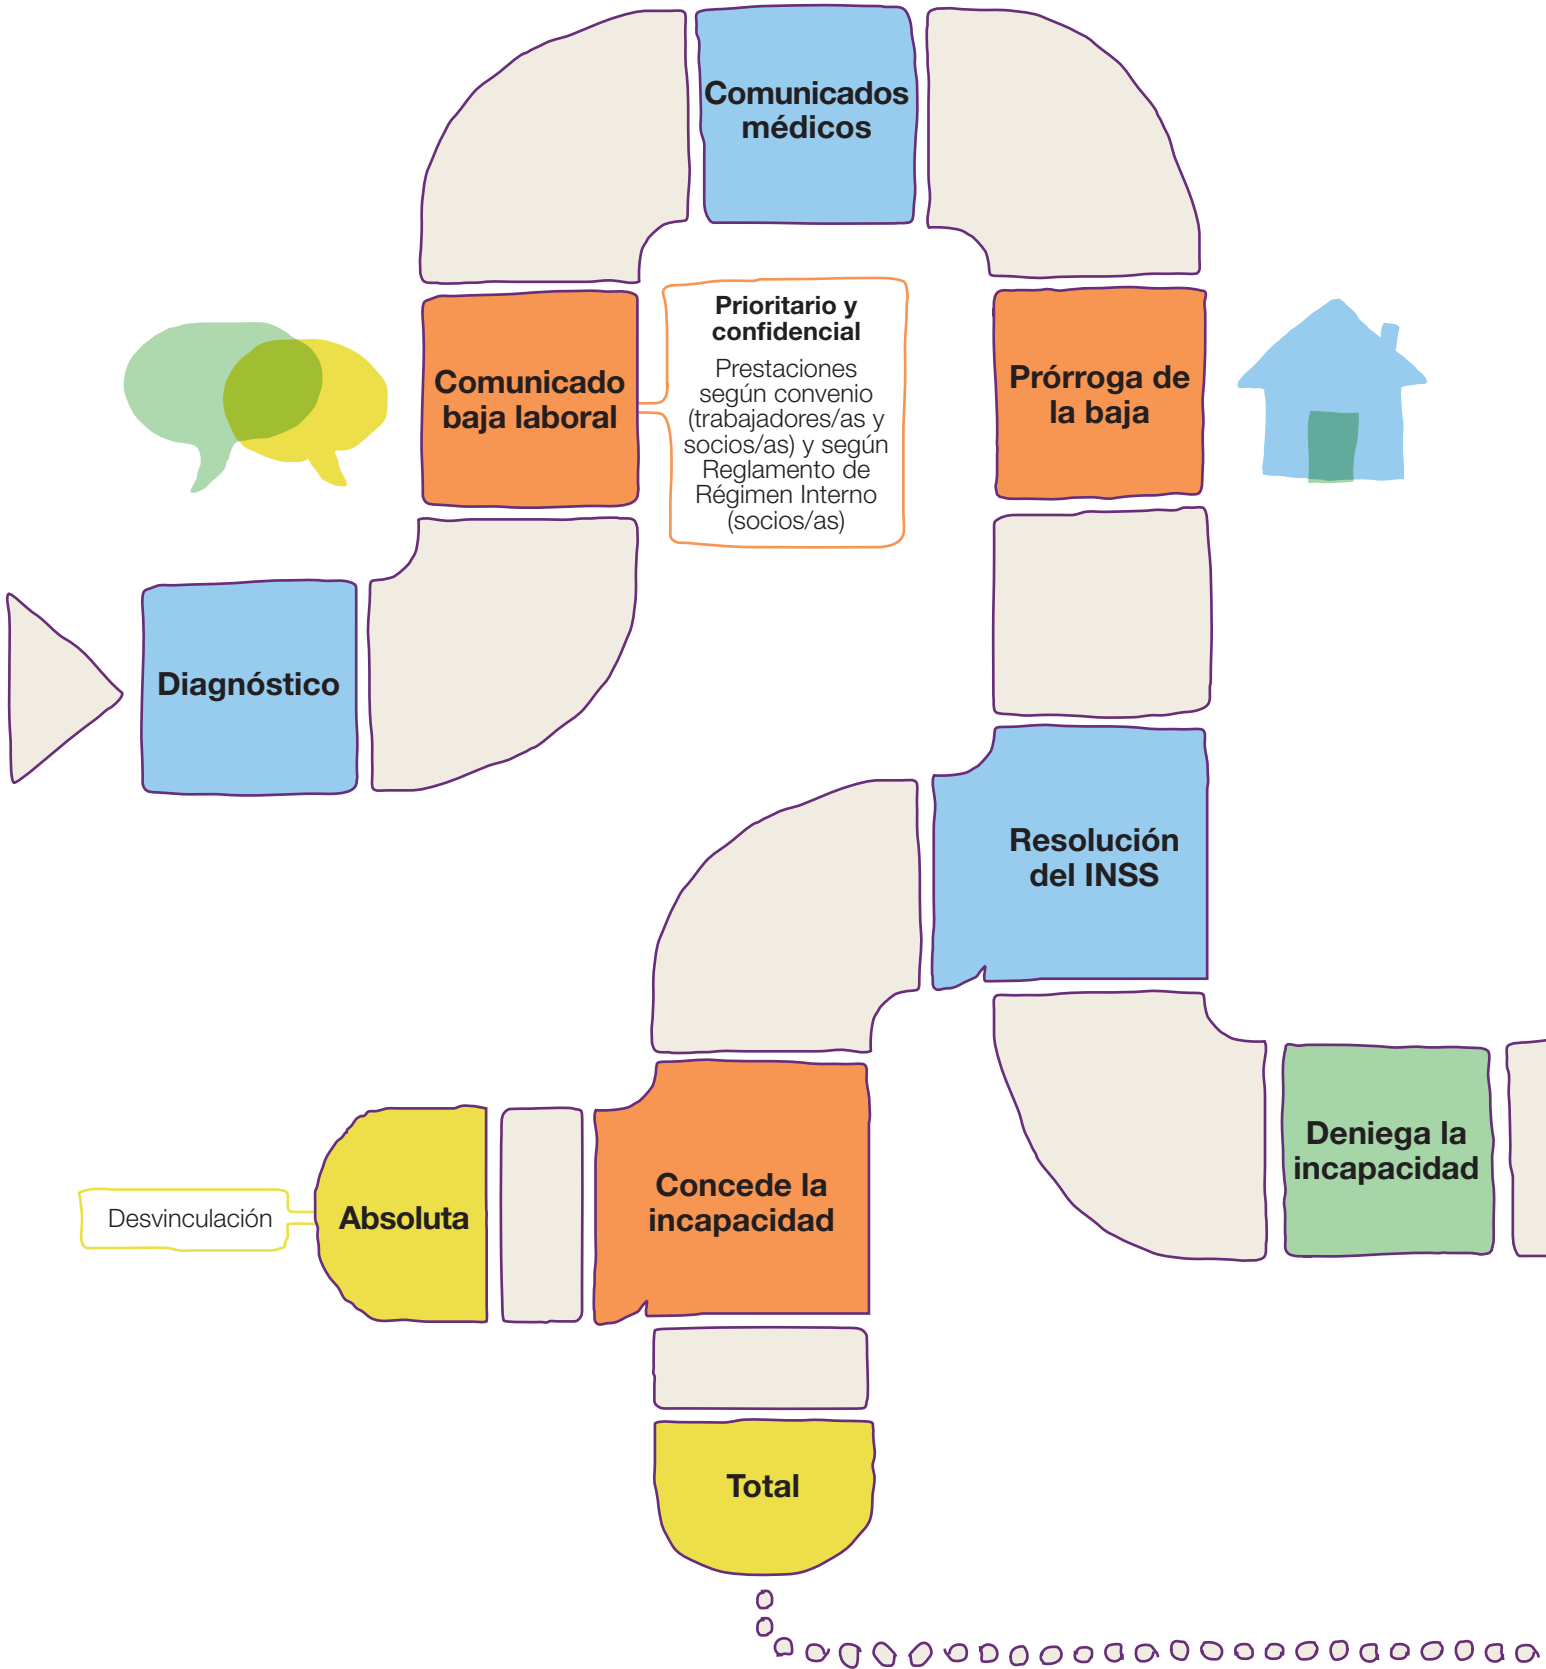 Comunicados
médicos
Comunicado
baja laboral
Prioritario y
confidencial
Prestaciones
según convenio
(trabajadores/as y
socios/as) y según
Reglamento de
Régimen Interno
(socios/as)
Prórroga de
la baja
Diagnóstico
Resolución
del INSS
Deniega la
incapacidad
Concede la
incapacidad
Absoluta
Desvinculación
Total